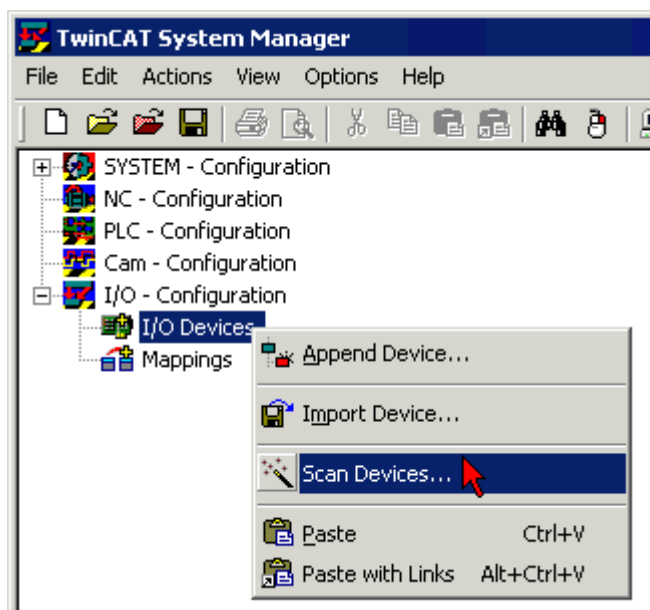 TwinCAT System Manager
File Edit Actions View Options Help
SYSTEM - Configuration
NC - Configuration
PLC - Configuration
Cam - Configuration
I/O - Configuration
I/O Devices
Mappings
Append Device...
Import Device...
Scan Devices...
Paste Ctrl+V
Paste with Links Alt+Ctrl+V